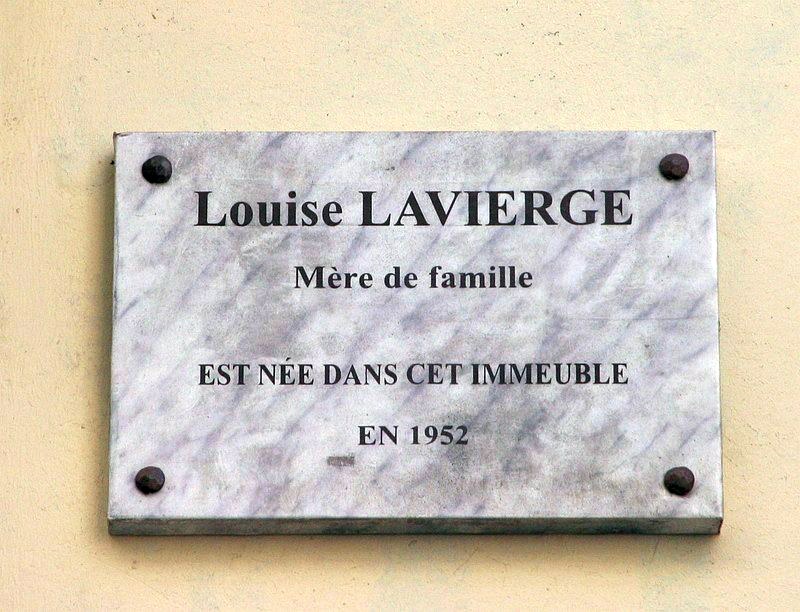 Louise LAVIERGE
Mère de famille
EST NÉE DANS CET IMMEUBLE
EN 1952